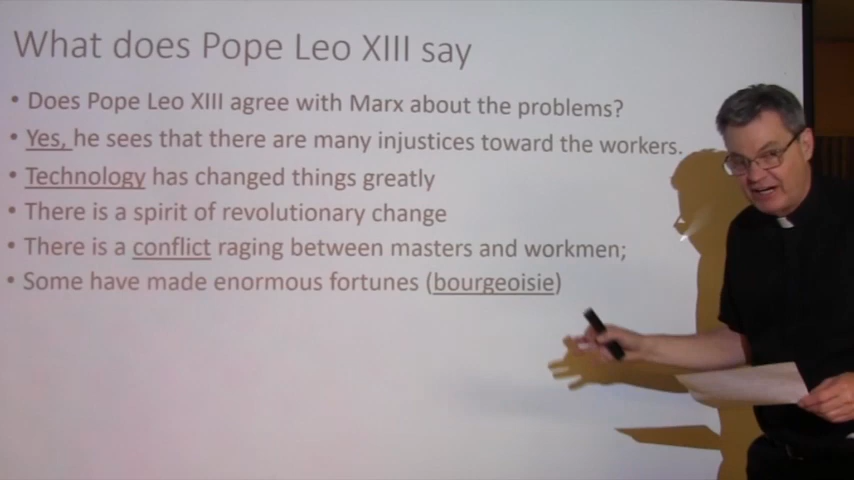 What does Pope Leo XIII say
• Does Pope Leo XIII agree with Marx about the problems?
• Yes, he sees that there are many injustices toward the workers.
• Technology has changed things greatly
• There is a spirit of revolutionary change
• There is a conflict raging between masters and workmen;
• Some have made enormous fortunes (bourgeoisie)